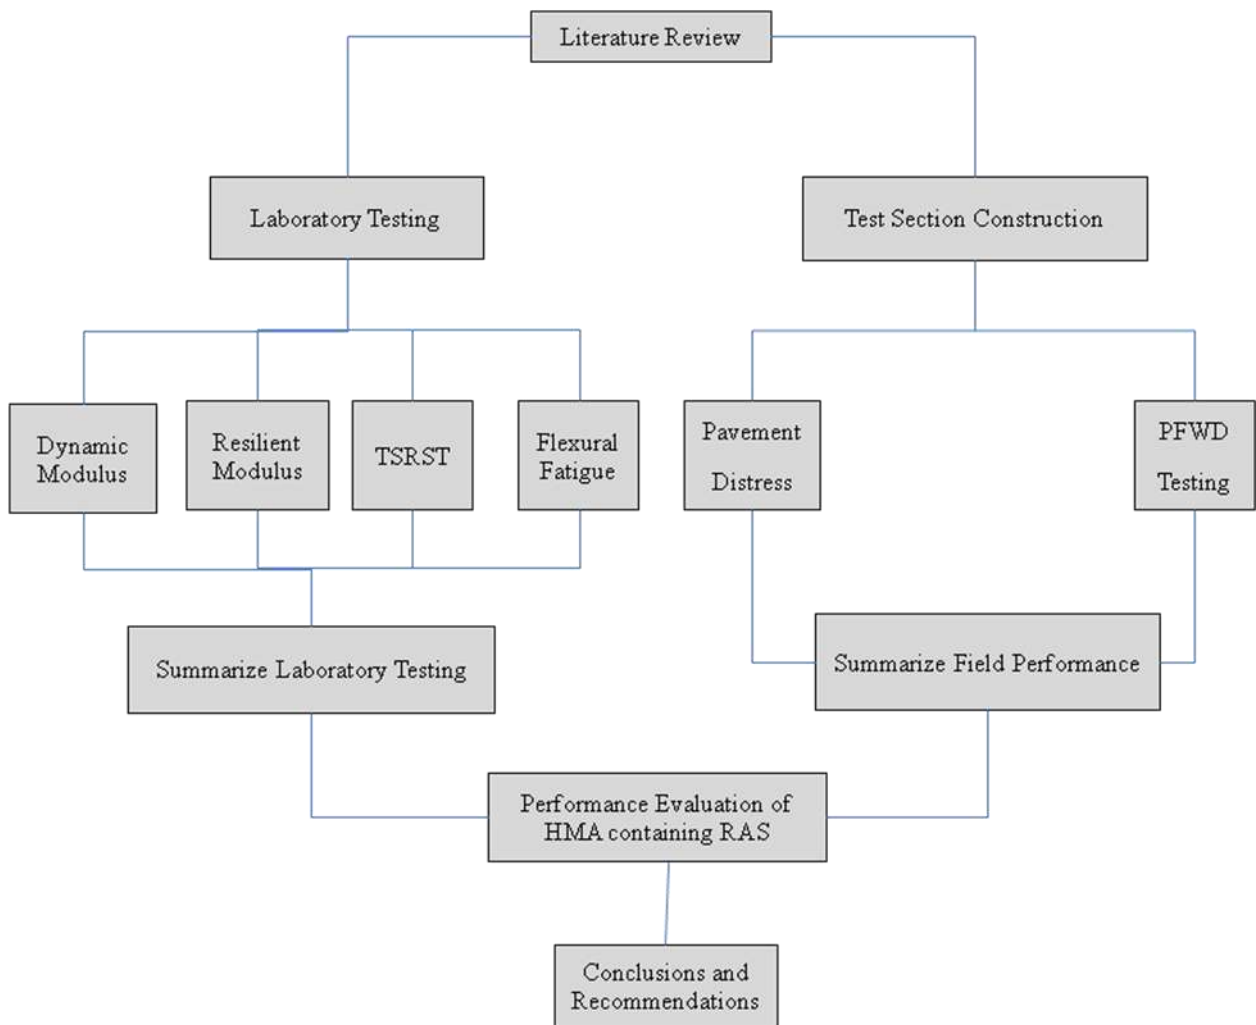 Literature Review
Laboratory Testing
Test Section Construction
Dynamic
Modulus
Resilient
Modulus
TSRST
Flexural
Fatigue
Pavement
Distress
PFWD
Testing
Summarize Laboratory Testing
Summarize Field Performance
Performance Evaluation of
HMA containing RAS
Conclusions and
Recommendations